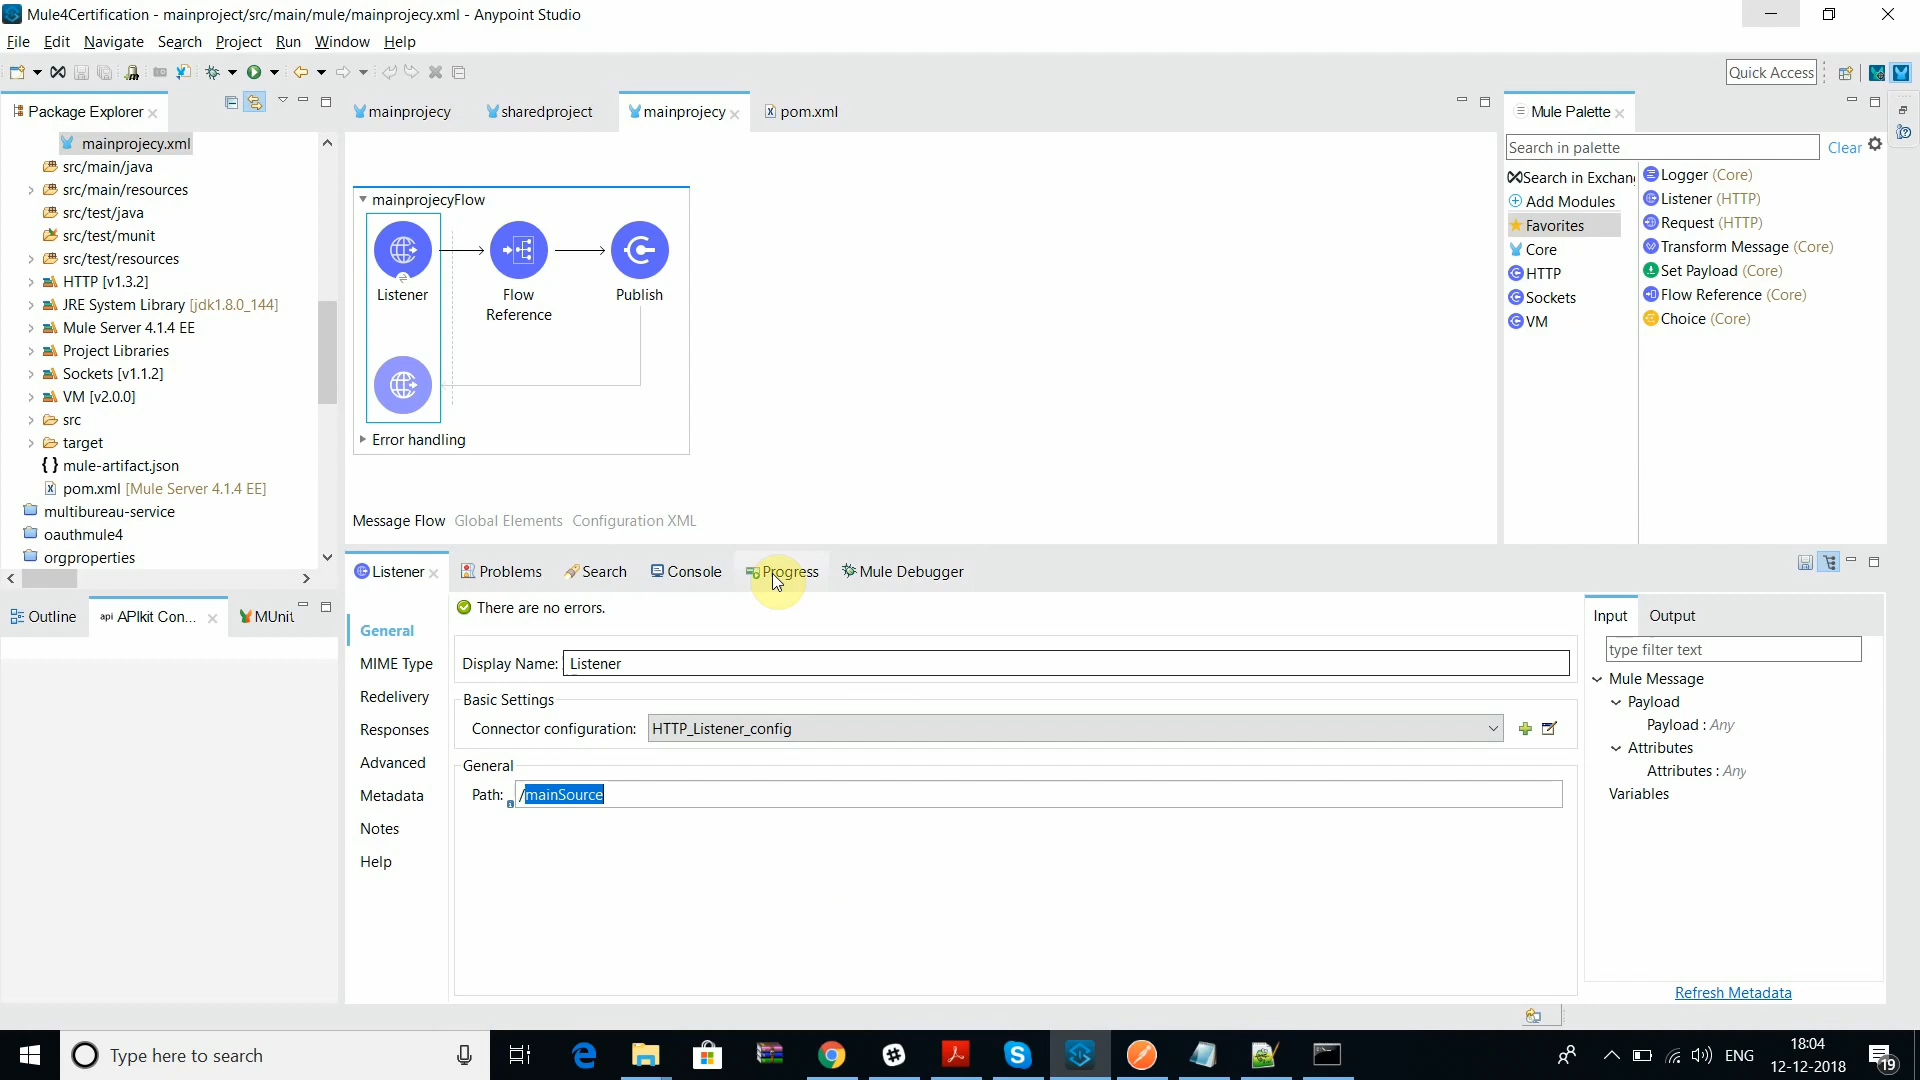 Mule4Certification - mainproject/src/main/mule/mainprojecy.xml - Anypoint Studio
File Edit Navigate Search Project Run Window Help
Quick Access
Package Explorer
mainprojecy.xml
src/main/java
src/main/resources
src/test/java
src/test/munit
src/test/resources
HTTP [v1.3.2]
JRE System Library [jdk1.8.0_144]
Mule Server 4.1.4 EE
Project Libraries
Sockets [v1.1.2]
VM [v2.0.0]
src
target
mule-artifact.json
pom.xml [Mule Server 4.1.4 EE]
multibureau-service
oauthmule4
orgproperties
Outline
api APIkit Con...
MUnit
mainprojecy
sharedproject
mainprojecy
pom.xml
mainprojecyFlow
Listener
Flow
Reference
Publish
Error handling
Message Flow Global Elements Configuration XML
Mule Palette
Search in palette
Clear
Search in Exchan
Add Modules
Favorites
Core
HTTP
Sockets
VM
Logger (Core)
Listener (HTTP)
Request (HTTP)
Transform Message (Core)
Set Payload (Core)
Flow Reference (Core)
Choice (Core)
Listener
Problems
Search
Console
Progress
Mule Debugger
There are no errors.
General
MIME Type
Redelivery
Responses
Advanced
Metadata
Notes
Help
Display Name: Listener
Basic Settings
Connector configuration: HTTP_Listener_config
General
Path: /mainSource
Input Output
type filter text
Mule Message
Payload
Payload : Any
Attributes
Attributes : Any
Variables
Refresh Metadata
Type here to search
ENG
18:04
12-12-2018
19